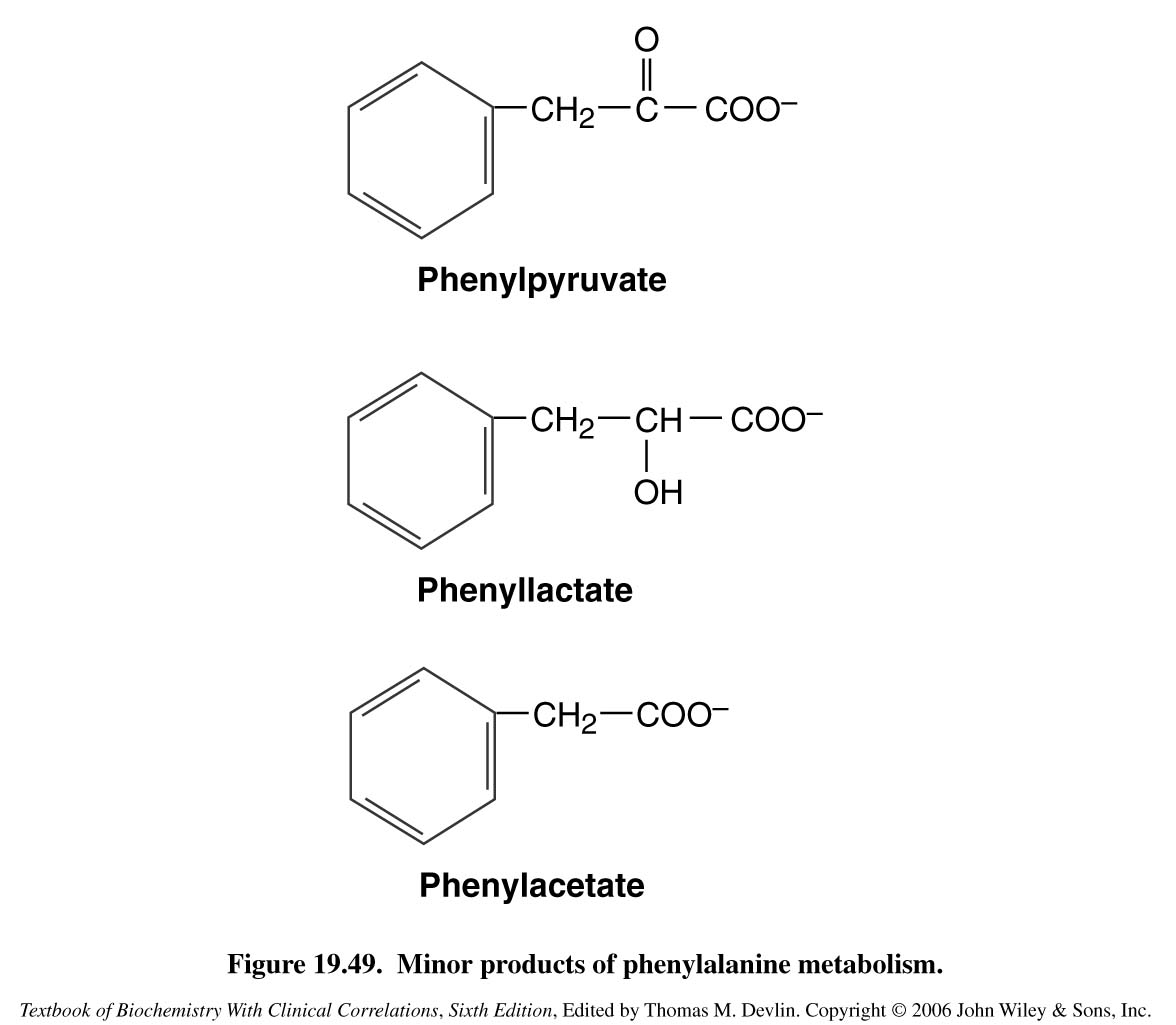 O
CH2—C—COO–
Phenylpyruvate
CH2—CH—COO–
OH
Phenyllactate
CH2—COO–
Phenylacetate
Figure 19.49. Minor products of phenylalanine metabolism.
Textbook of Biochemistry With Clinical Correlations, Sixth Edition, Edited by Thomas M. Devlin. Copyright © 2006 John Wiley & Sons, Inc.